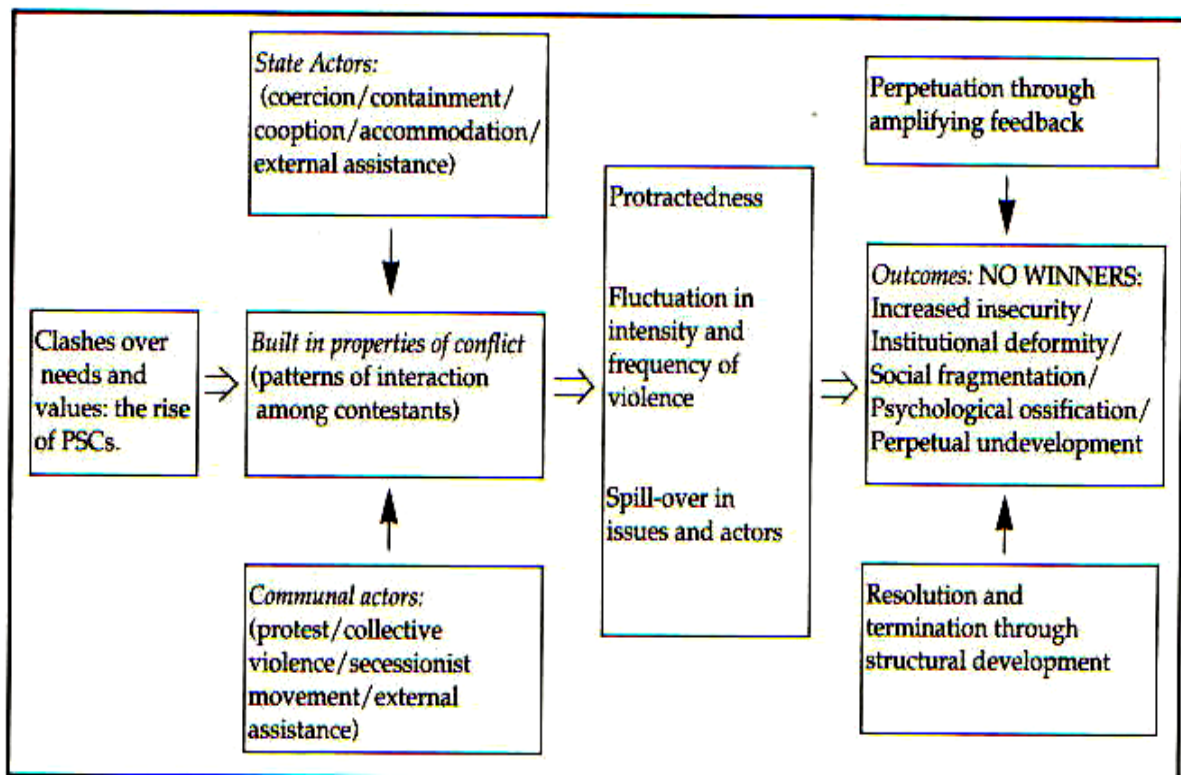 State Actors:
(coercion/containment/
cooption/accommodation/
external assistance)
Perpetuation through
amplifying feedback
Clashes over
needs and
values: the rise
of PSCs.
Built in properties of conflict
(patterns of interaction
among contestants)
Protractedness
Fluctuation in
intensity and
frequency of
violence
Spill-over in
issues and actors
Outcomes: NO WINNERS:
Increased insecurity/
Institutional deformity/
Social fragmentation/
Psychological ossification/
Perpetual undevelopment
Communal actors:
(protest/collective
violence/secessionist
movement/external
assistance)
Resolution and
termination through
structural development